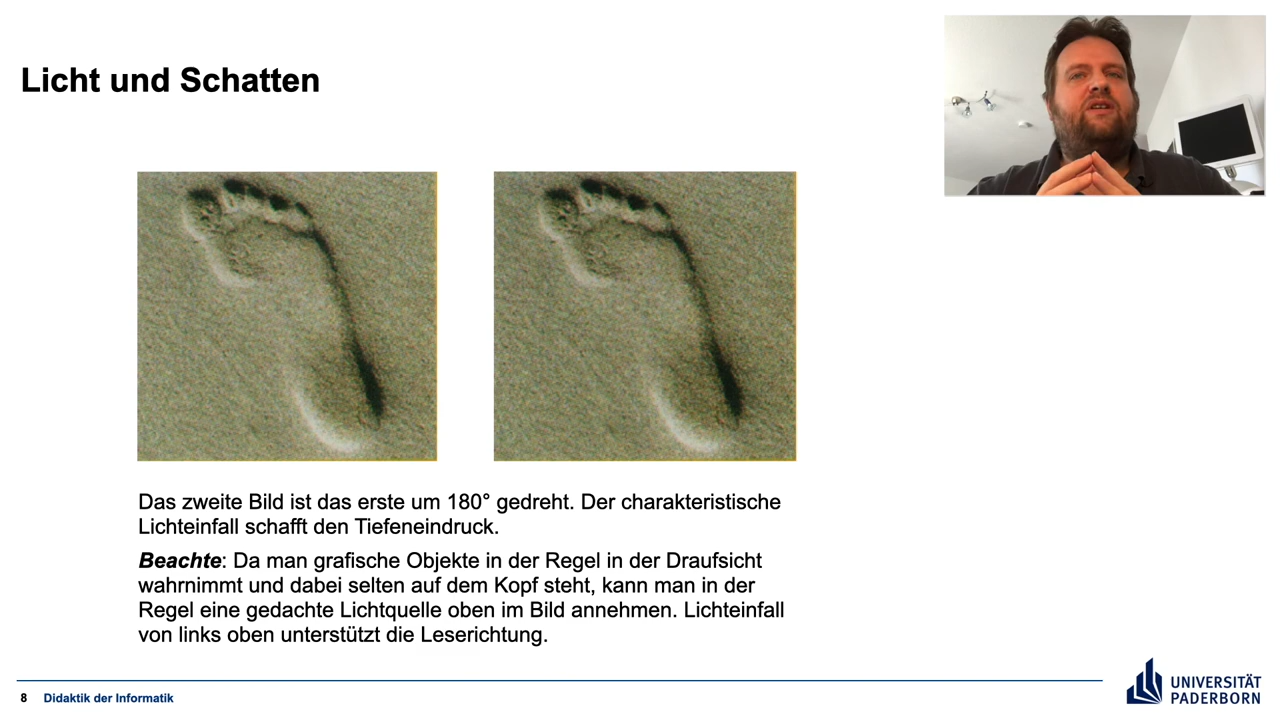 Licht und Schatten
Das zweite Bild ist das erste um 180° gedreht. Der charakteristische
Lichteinfall schafft den Tiefeneindruck.
Beachte: Da man grafische Objekte in der Regel in der Draufsicht
wahrnimmt und dabei selten auf dem Kopf steht, kann man in der
Regel eine gedachte Lichtquelle oben im Bild annehmen. Lichteinfall
von links oben unterstützt die Leserichtung.
8 Didaktik der Informatik
UNIVERSITÄT
PADERBORN